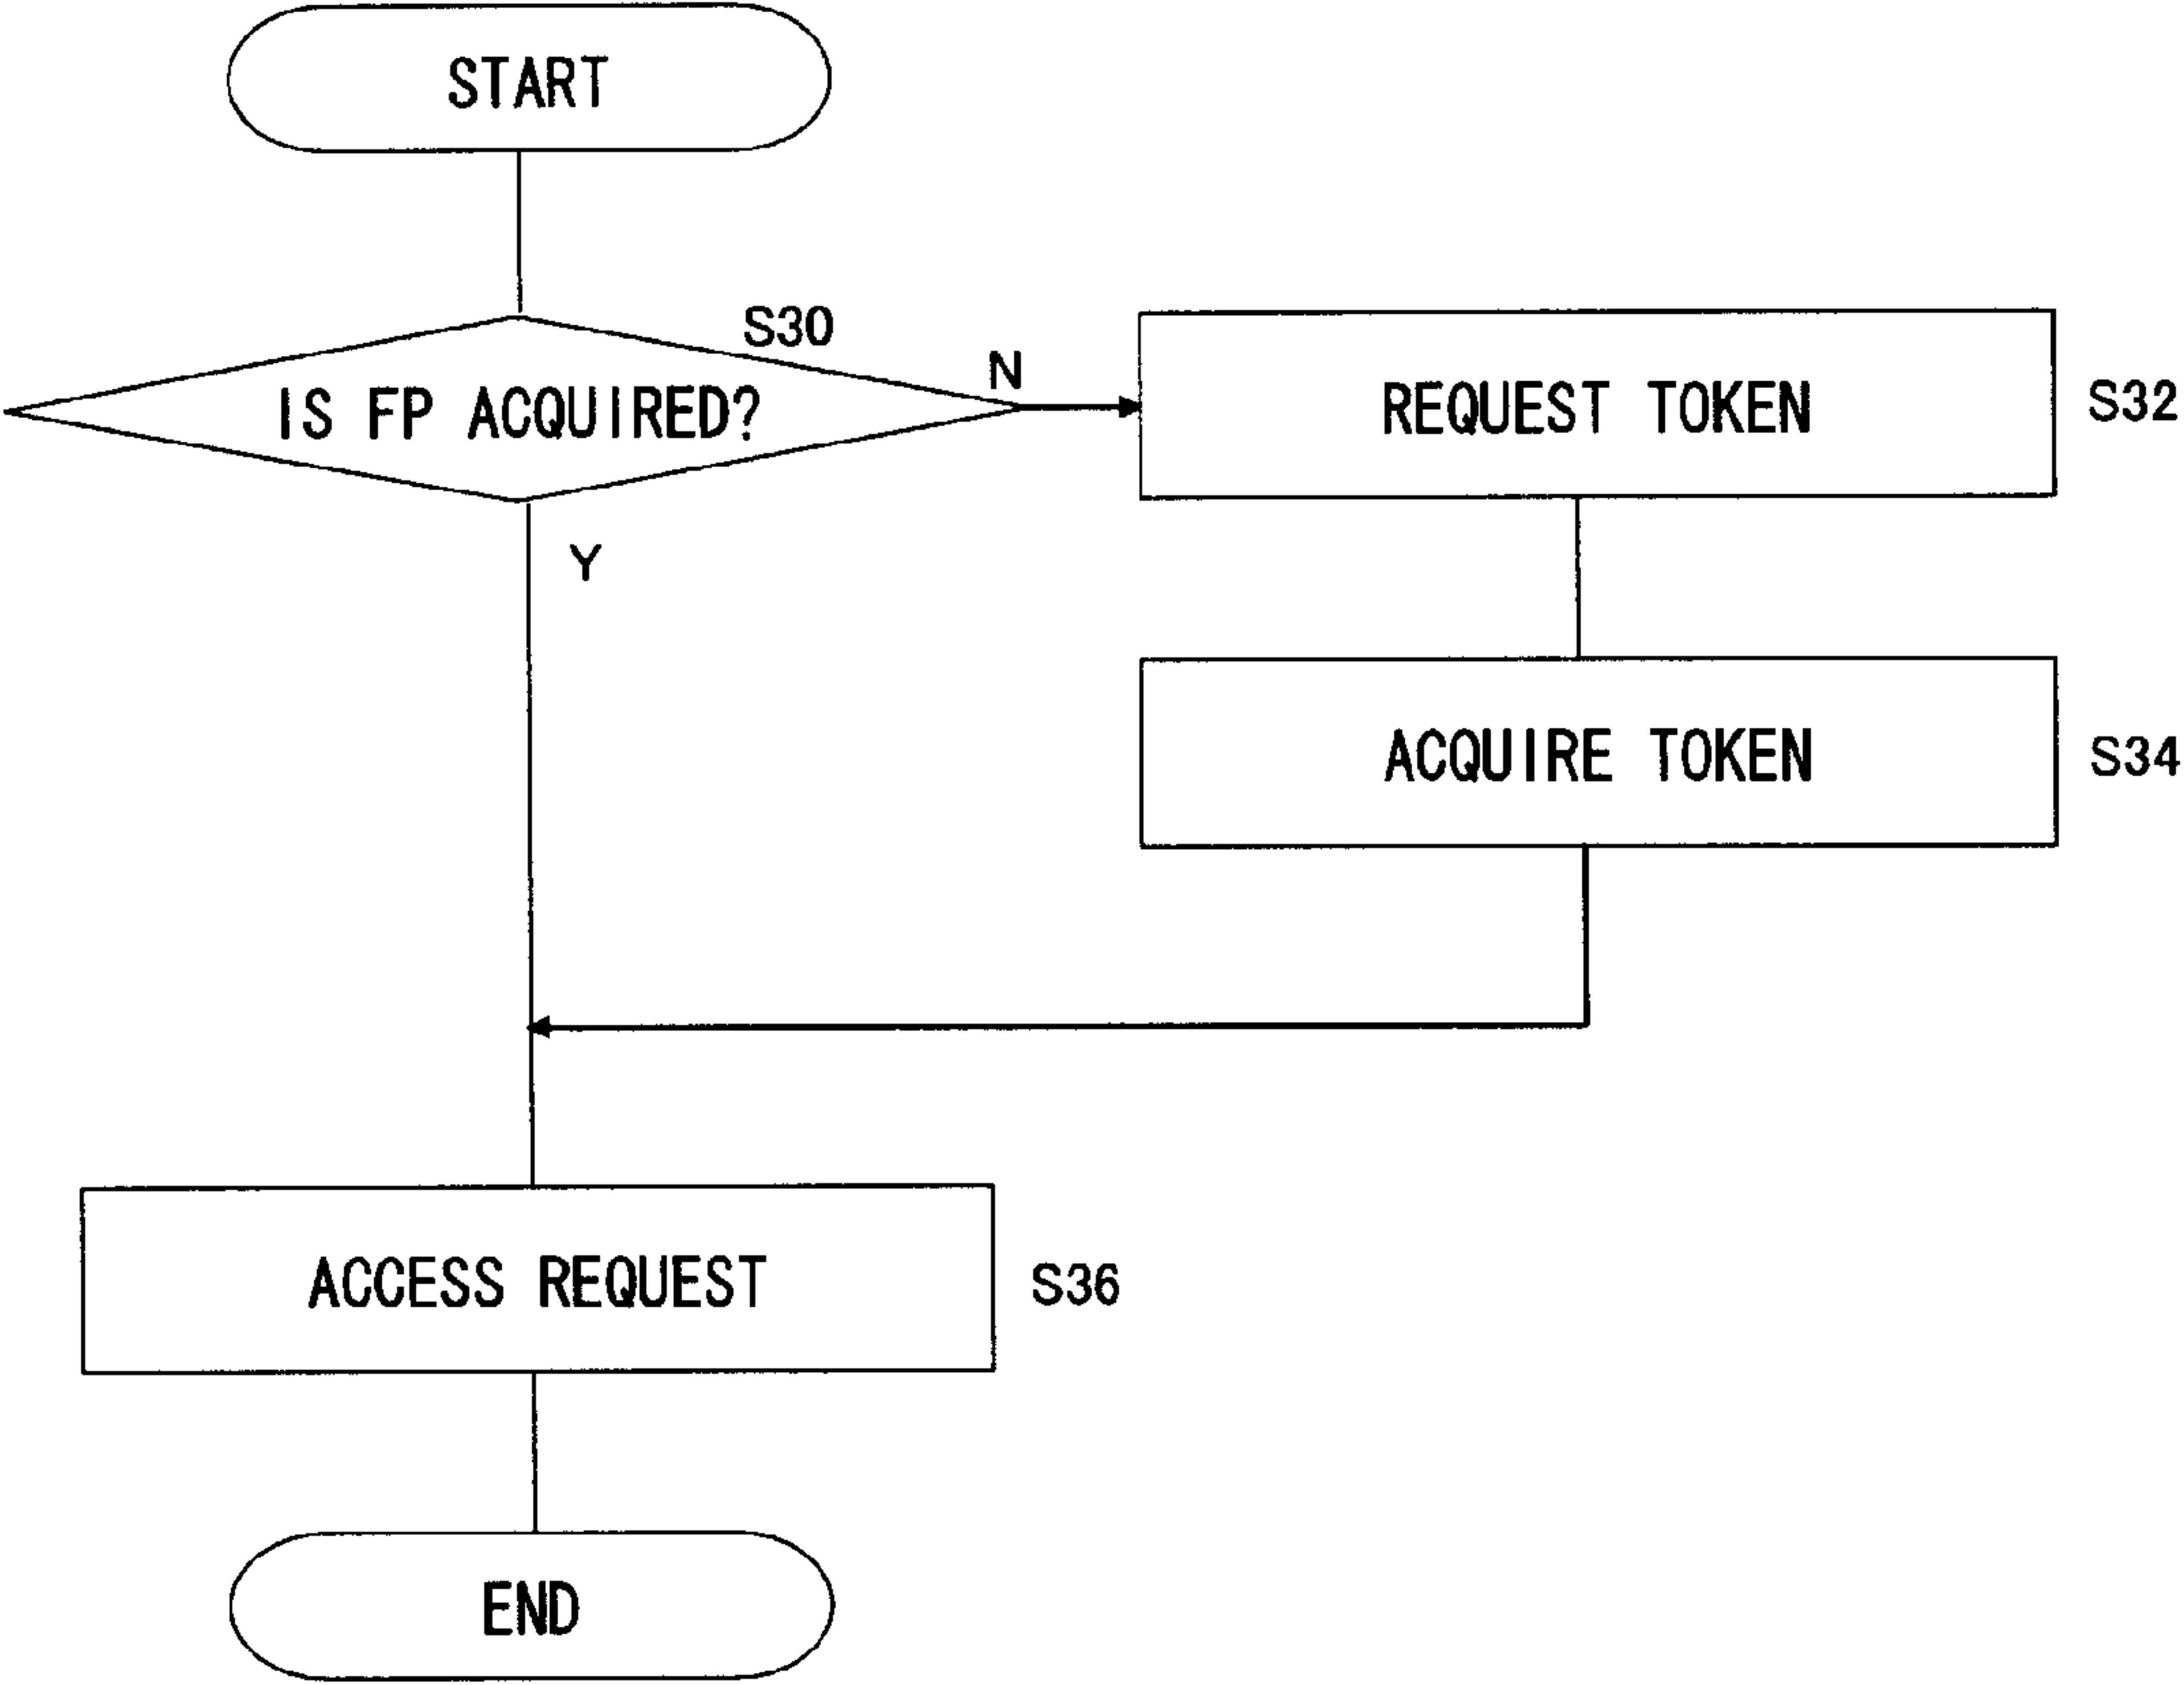 START
S30
IS FP ACQUIRED?
N
REQUEST TOKEN
S32
Y
ACQUIRE TOKEN
S34
ACCESS REQUEST
S36
END